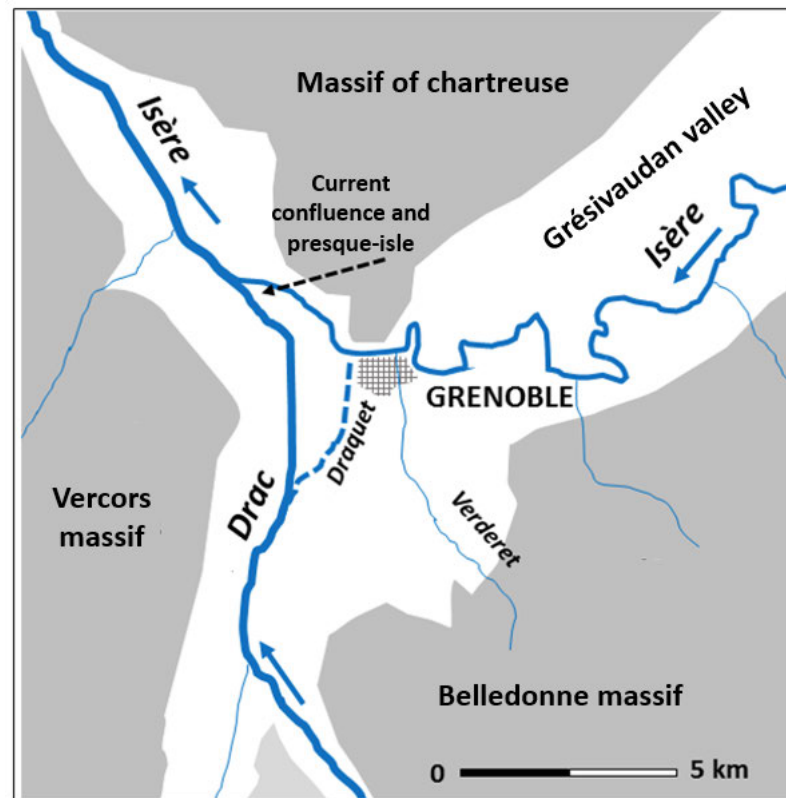 Massif of chartreuse
Isère
Grésivaudan valley
Current
confluence and
presque-isle
Isère
GRENOBLE
Draquet
Drac
Vercors
massif
Verderet
Belledonne massif
0 5 km